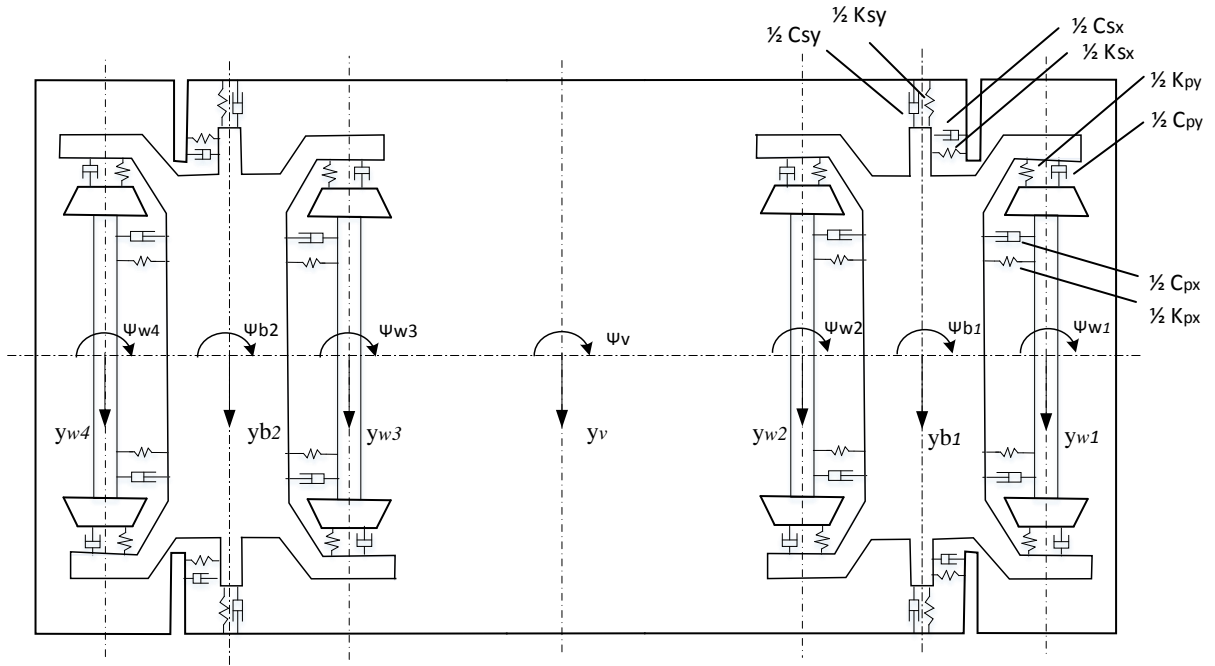 ½ Ksy
½ Csx
½ Csy
½ Ksx
½ Kpy
½ Cpy
½ Cpx
½ Kpx
Ψw4
Ψb2
Ψw3
Ψv
Ψw2
Ψb1
Ψw1
yw4
yb2
yw3
yv
yw2
yb1
yw1